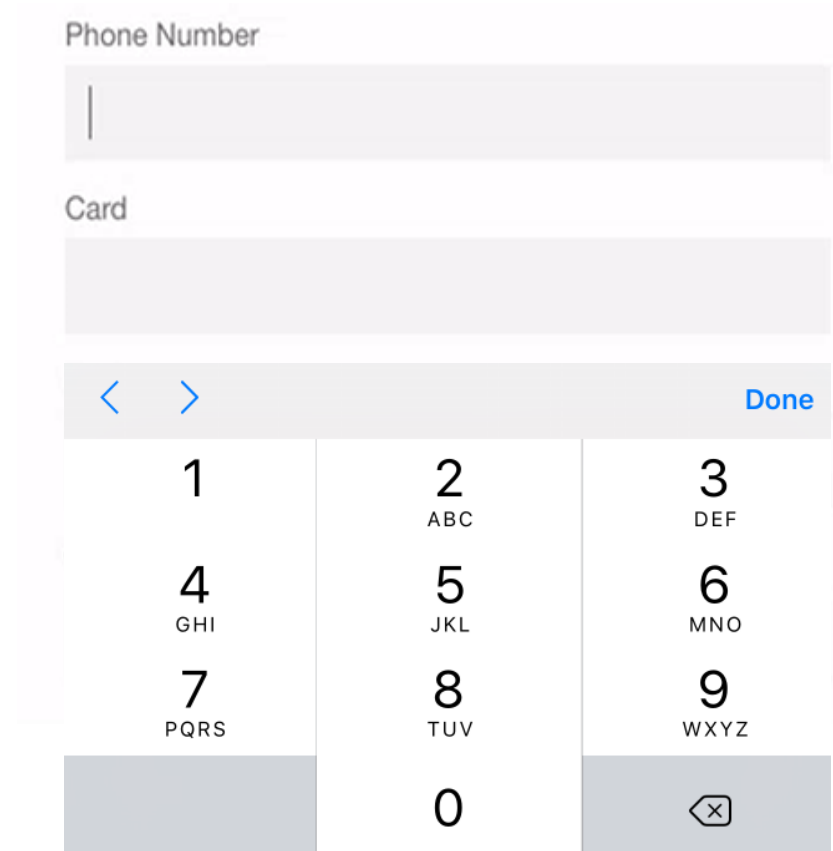 Phone Number
Card
Done
1 2 3
ABC DEF
4 5 6
GHI JKL MNO
7 8 9
PQRS TUV WXYZ
0